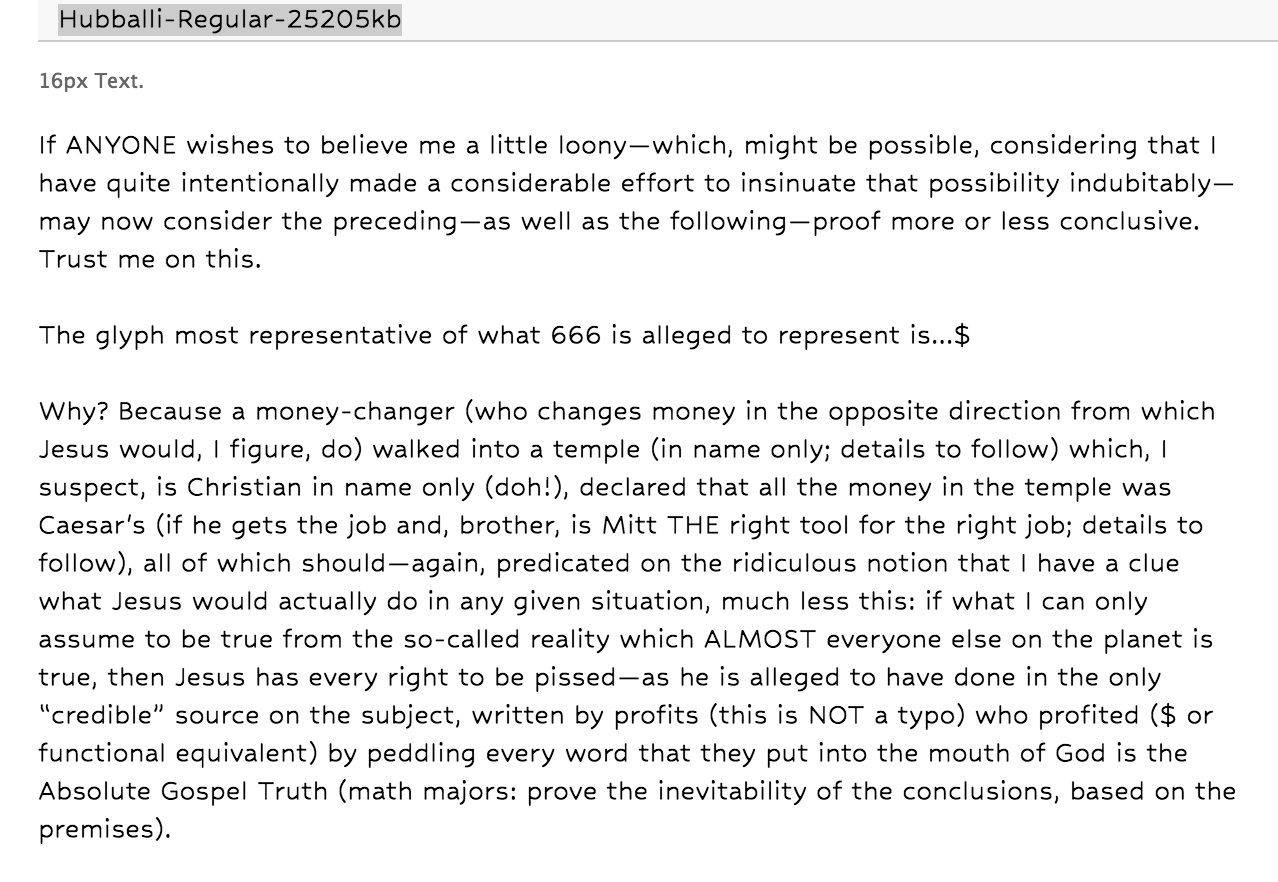 Hubballi-Regular-25205kb
16px Text.
If ANYONE wishes to believe me a little loony—which, might be possible, considering that I
have quite intentionally made a considerable effort to insinuate that possibility indubitably—
may now consider the preceding—as well as the following—proof more or less conclusive.
Trust me on this.
The glyph most representative of what 666 is alleged to represent is...$
Why? Because a money-changer (who changes money in the opposite direction from which
Jesus would, I figure, do) walked into a temple (in name only; details to follow) which, I
suspect, is Christian in name only (doh!), declared that all the money in the temple was
Caesar’s (if he gets the job and, brother, is Mitt THE right tool for the right job; details to
follow), all of which should—again, predicated on the ridiculous notion that I have a clue
what Jesus would actually do in any given situation, much less this: if what I can only
assume to be true from the so-called reality which ALMOST everyone else on the planet is
true, then Jesus has every right to be pissed—as he is alleged to have done in the only
“credible” source on the subject, written by profits (this is NOT a typo) who profited ($ or
functional equivalent) by peddling every word that they put into the mouth of God is the
Absolute Gospel Truth (math majors: prove the inevitability of the conclusions, based on the
premises).